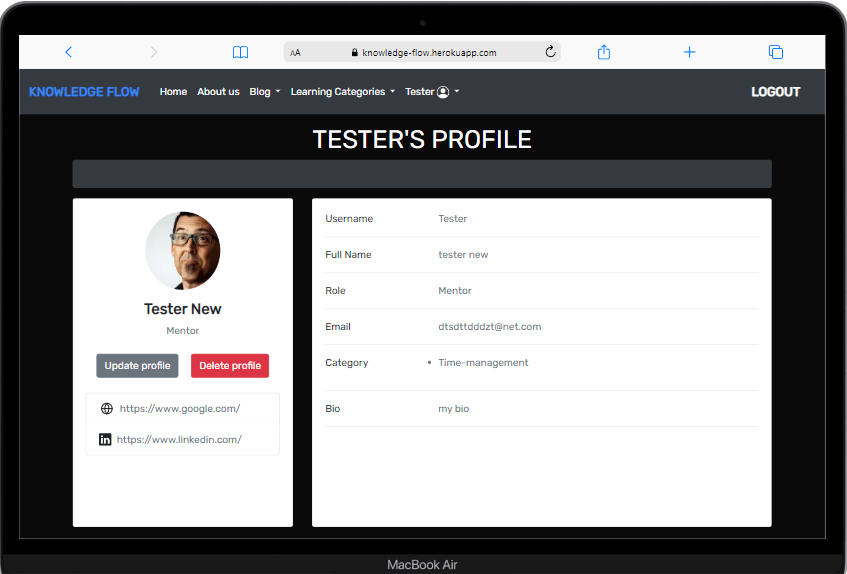 AA knowledge-flow.herokuapp.com
KNOWLEDGE FLOW Home About us Blog Learning Categories Tester LOGOUT
TESTER'S PROFILE
Tester New
Mentor
Update profile Delete profile
https://www.google.com/
in https://www.linkedin.com/
Username Tester
Full Name tester new
Role Mentor
Email dtsdttdddzt@net.com
Category • Time-management
Bio my bio
MacBook Air